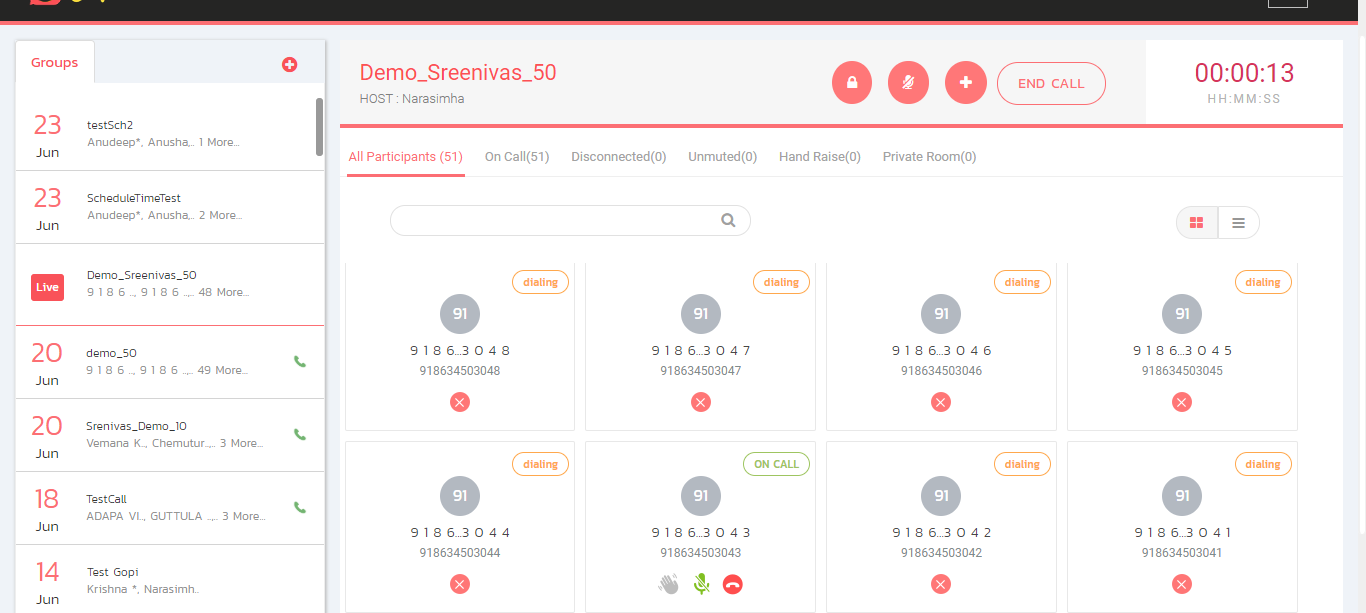 Groups
23
Jun
testSch2
Anudeep*, Anusha,.. 1 More...
23
Jun
ScheduleTimeTest
Anudeep*, Anusha,.. 2 More...
Live
Demo_Sreenivas_50
9 1 8 6 .., 9 1 8 6 ..,.. 48 More...
20
Jun
demo_50
9 1 8 6 .., 9 1 8 6 ..,.. 49 More...
20
Jun
Srenivas_Demo_10
Vemana K.., Chemutur..,.. 3 More...
18
Jun
TestCall
ADAPA VI.., GUTTULA ..,.. 3 More...
14
Jun
Test Gopi
Krishna *, Narasimh..
Demo_Sreenivas_50
HOST : Narasimha
END CALL
00:00:13
HH:MM:SS
All Participants (51) On Call(51) Disconnected(0) Unmuted(0) Hand Raise(0) Private Room(0)
dialing
91
9 1 8 6...3 0 4 8
918634503048
dialing
91
9 1 8 6...3 0 4 7
918634503047
dialing
91
9 1 8 6...3 0 4 6
918634503046
dialing
91
9 1 8 6...3 0 4 5
918634503045
dialing
91
9 1 8 6...3 0 4 4
918634503044
ON CALL
91
9 1 8 6...3 0 4 3
918634503043
dialing
91
9 1 8 6...3 0 4 2
918634503042
dialing
91
9 1 8 6...3 0 4 1
918634503041